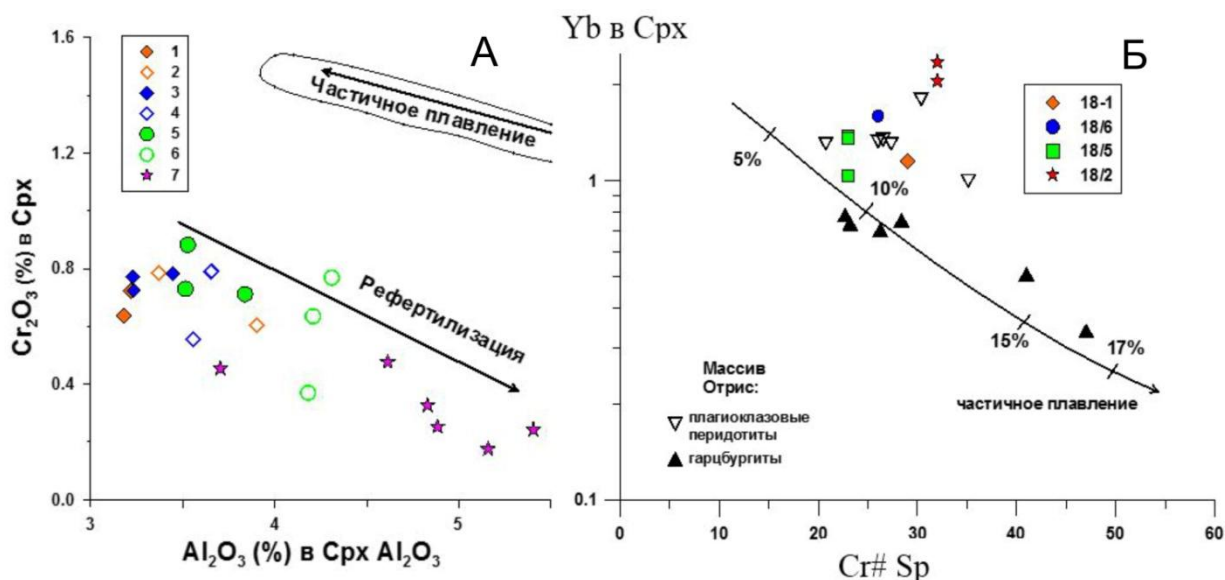 А
1.6
1.2
0.8
0.4
0.0
Cr₂O₃ (%) в Cpx
1
2
3
4
5
6
7
Частичное плавление
Рефертилизация
3
4
5
Al₂O₃ (%) в Cpx Al₂O₃
Yb в Cpx
Б
18-1
18/6
18/5
18/2
1
0.1
5%
10%
15%
17%
частичное плавление
Массив
Отрис:
плагиоклазовые
перидотиты
гарцбургиты
0
10
20
30
40
50
60
Cr# Sp